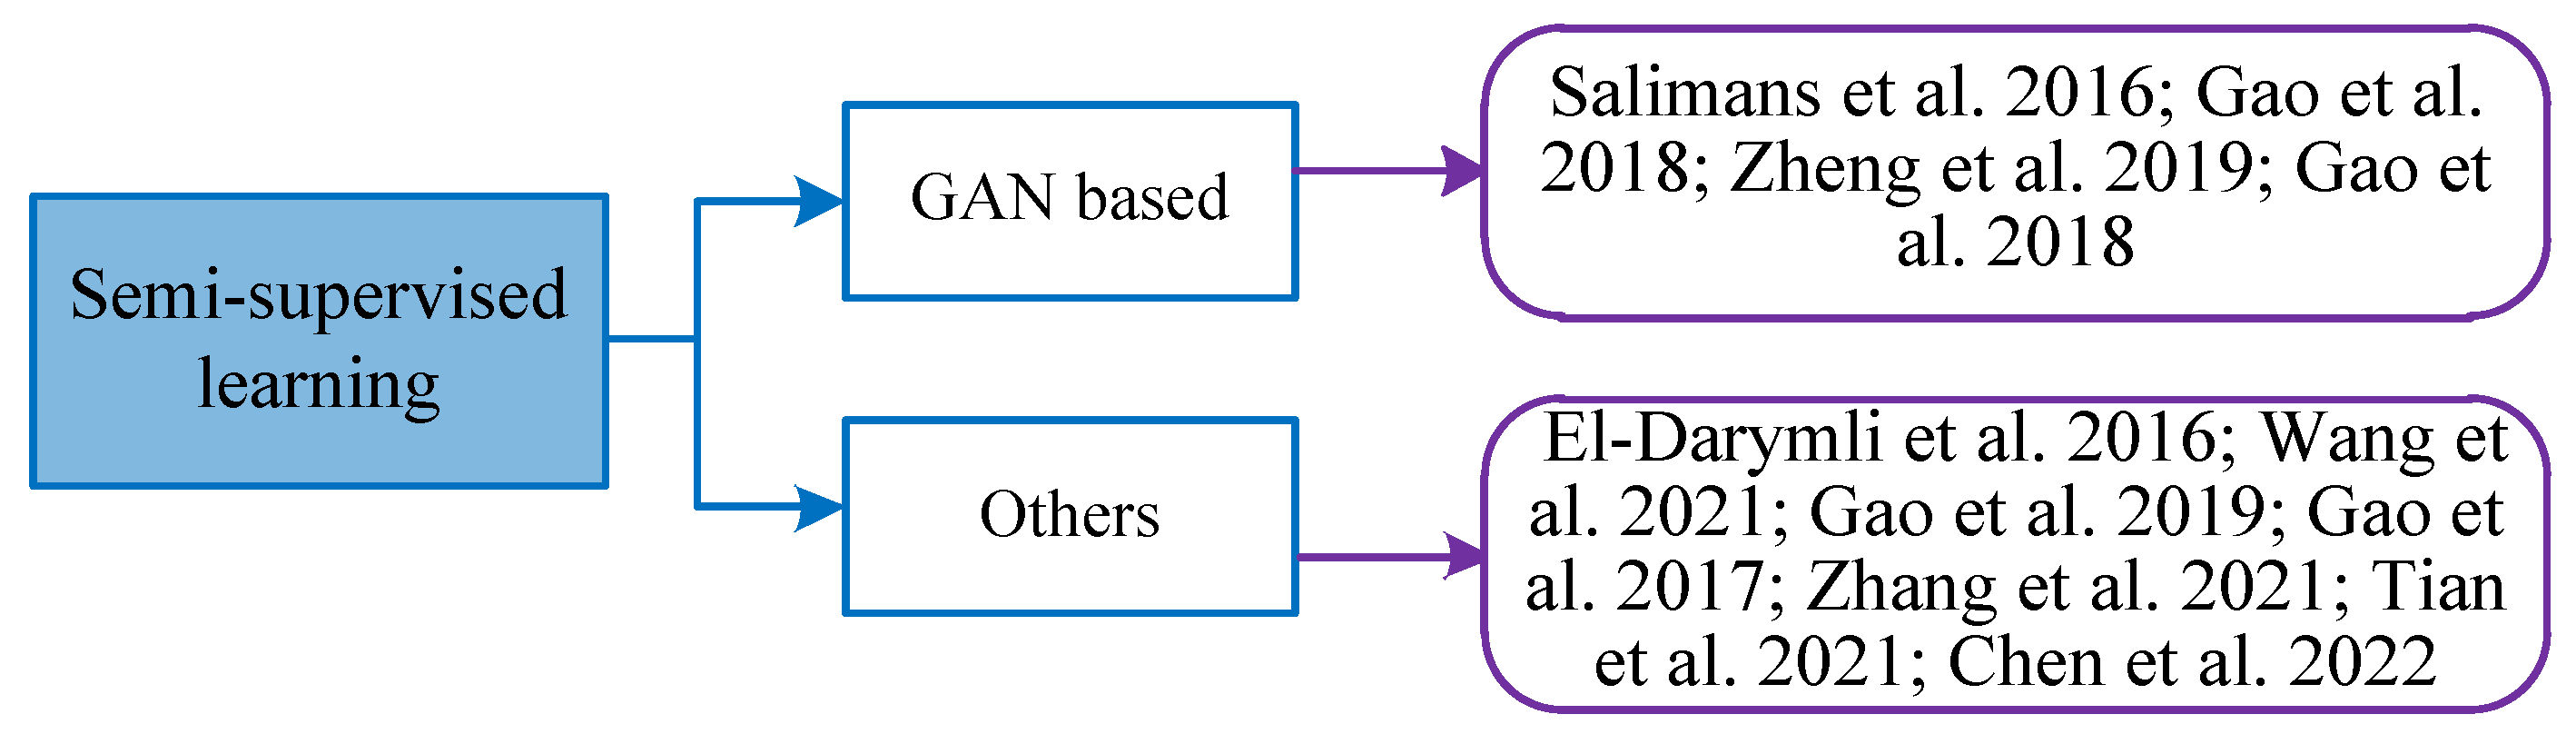 Semi-supervised
learning
GAN based
Salimans et al. 2016; Gao et al.
2018; Zheng et al. 2019; Gao et
al. 2018
Others
El-Darymli et al. 2016; Wang et
al. 2021; Gao et al. 2019; Gao et
al. 2017; Zhang et al. 2021; Tian
et al. 2021; Chen et al. 2022